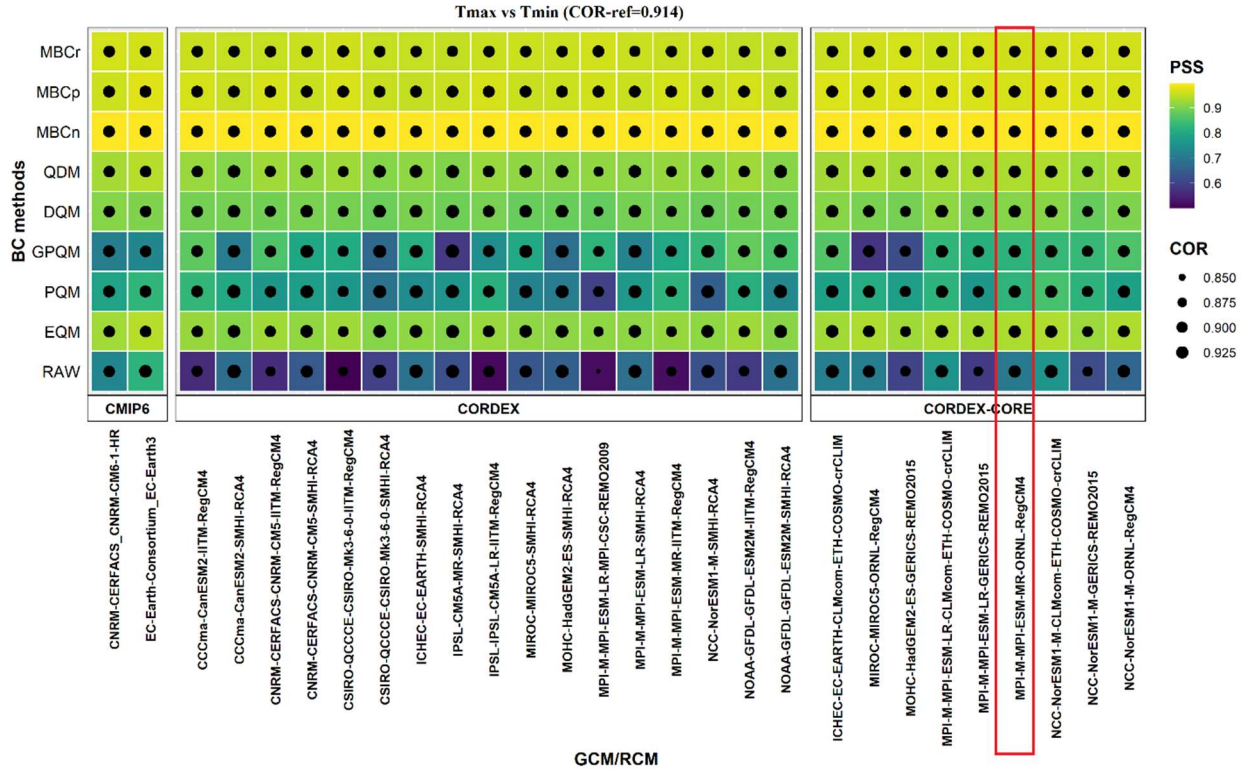 Tmax vs Tmin (COR-ref=0.914)
BC methods
MBCr
MBCp
MBCn
QDM
DQM
GPQM
PQM
EQM
RAW
CMIP6
CORDEX
CORDEX-CORE
CNRM-CERFACS_CNRM-CM6-1-HR
EC-Earth-Consortium_EC-Earth3
CCCma-CanESM2-IITM-RegCM4
CCCma-CanESM2-SMHI-RCA4
CNRM-CERFACS-CNRM-CM5-IITM-RegCM4
CNRM-CERFACS-CNRM-CM5-SMHI-RCA4
CSIRO-QCCCE-CSIRO-Mk3-6-0-IITM-RegCM4
CSIRO-QCCCE-CSIRO-Mk3-6-0-SMHI-RCA4
ICHEC-EC-EARTH-SMHI-RCA4
IPSL-CM5A-MR-SMHI-RCA4
IPSL-IPSL-CM5A-LR-IITM-RegCM4
MIROC-MIROC5-SMHI-RCA4
MOHC-HadGEM2-ES-SMHI-RCA4
MPI-M-MPI-ESM-LR-MPI-CSC-REMO2009
MPI-M-MPI-ESM-LR-SMHI-RCA4
MPI-M-MPI-ESM-MR-IITM-RegCM4
NCC-NorESM1-M-SMHI-RCA4
NOAA-GFDL-GFDL-ESM2M-IITM-RegCM4
NOAA-GFDL-GFDL-ESM2M-SMHI-RCA4
ICHEC-EC-EARTH-CLMcom-ETH-COSMO-crCLIM
MIROC-MIROC5-ORNL-RegCM4
MOHC-HadGEM2-ES-GERICS-REMO2015
MPI-M-MPI-ESM-LR-CLMcom-ETH-COSMO-crCLIM
MPI-M-MPI-ESM-LR-GERICS-REMO2015
MPI-M-MPI-ESM-MR-ORNL-RegCM4
NCC-NorESM1-M-CLMcom-ETH-COSMO-crCLIM
NCC-NorESM1-M-GERICS-REMO2015
NCC-NorESM1-M-ORNL-RegCM4
GCM/RCM
PSS
0.9
0.8
0.7
0.6
COR
0.850
0.875
0.900
0.925